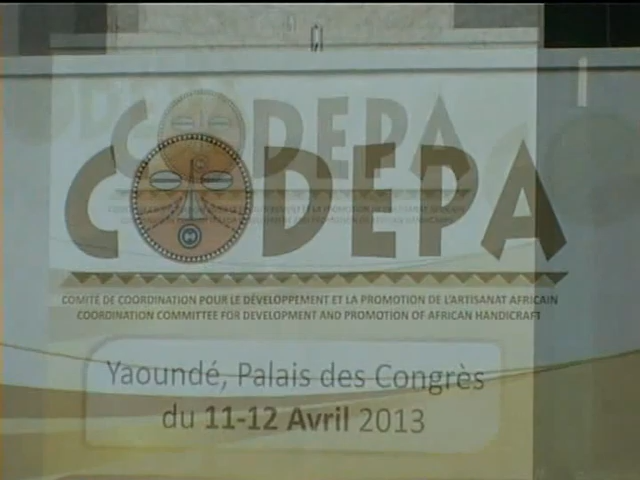 CODEPA
COMITÉ DE COORDINATION POUR LE DÉVELOPPEMENT ET LA PROMOTION DE L'ARTISANAT AFRICAIN
COORDINATION COMMITTEE FOR DEVELOPMENT AND PROMOTION OF AFRICAN HANDICRAFT
Yaoundé, Palais des Congrès
du 11-12 Avril 2013